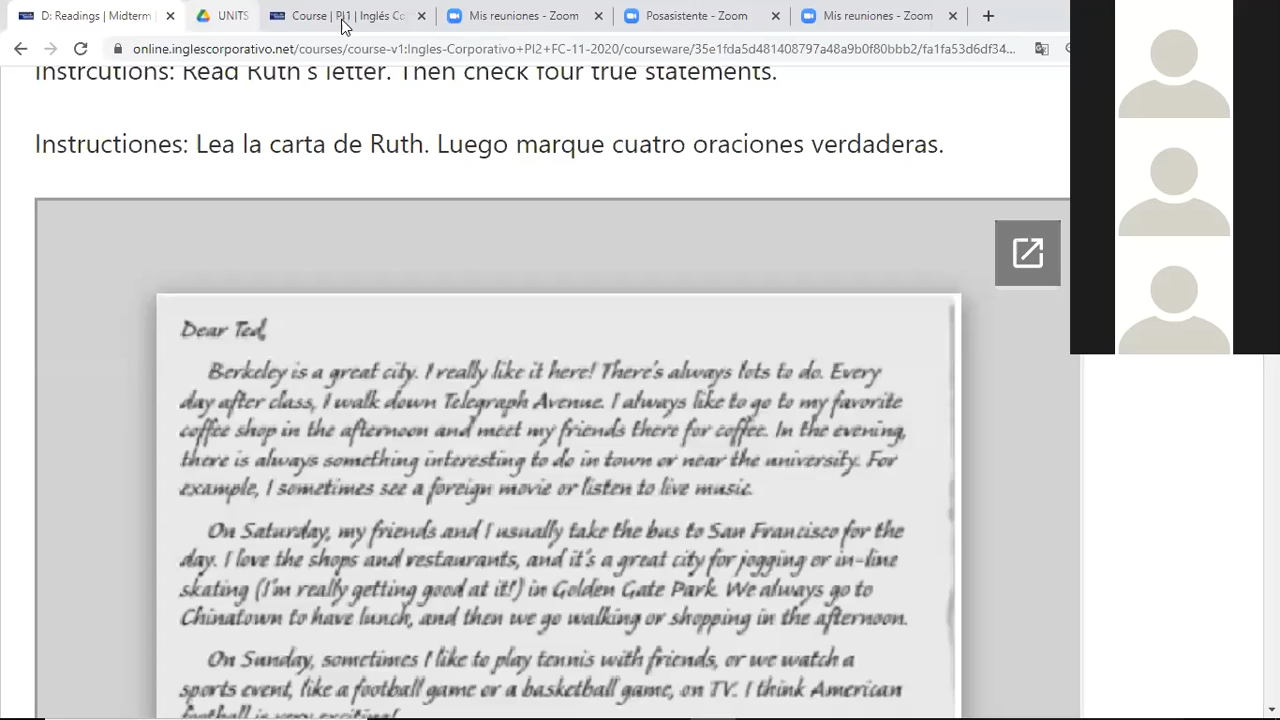 D: Readings | Midterm
UNITS
Course | PI1 | Inglés Co
Mis reuniones - Zoom
Posasistente - Zoom
Mis reuniones - Zoom
online.inglescorporativo.net/courses/course-v1:Ingles-Corporativo+PI2+FC-11-2020/courseware/35e1fda3d481408797a48a9b0f80bbb2/fa1fa53d6df34...
Instrcutions: Read Ruth's letter. Then check four true statements.
Instructiones: Lea la carta de Ruth. Luego marque cuatro oraciones verdaderas.
Dear Ted,
Berkeley is a great city. I really like it here! There's always lots to do. Every
day after class, I walk down Telegraph Avenue. I always like to go to my favorite
coffee shop in the afternoon and meet my friends there for coffee. In the evening,
there is always something interesting to do in town or near the university. For
example, I sometimes see a foreign movie or listen to live music.
On Saturday, my friends and I usually take the bus to San Francisco for the
day. I love the shops and restaurants, and it's a great city for jogging or in-line
skating (I'm really getting good at it!) in Golden Gate Park. We always go to
Chinatown to have lunch, and then we go walking or shopping in the afternoon.
On Sunday, sometimes I like to play tennis with friends, or we watch a
sports event, like a football game or a basketball game, on TV. I think American
football is very exciting!